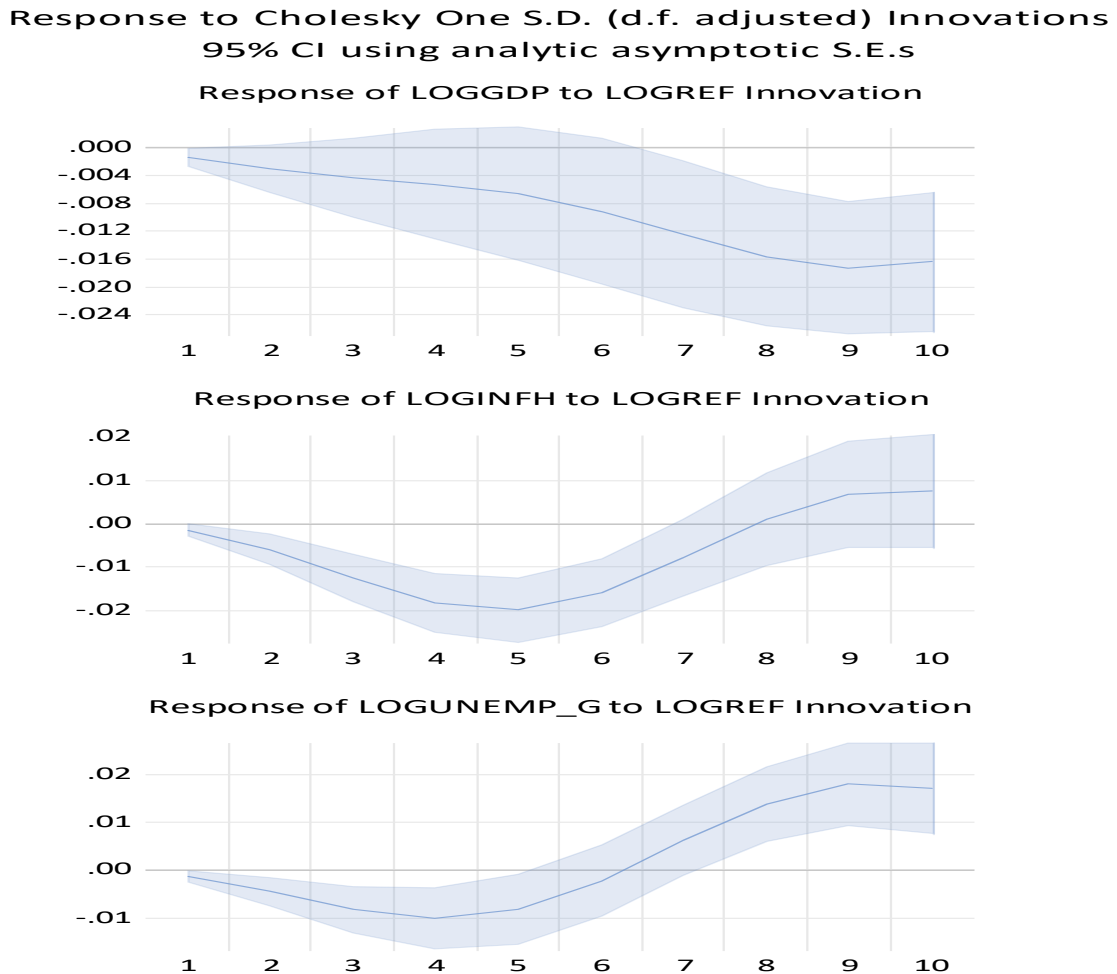 Response to Cholesky One S.D. (d.f. adjusted) Innovations
95% CI using analytic asymptotic S.E.s
Response of LOGGDP to LOGREF Innovation
.000
-.004
-.008
-.012
-.016
-.020
-.024
1 2 3 4 5 6 7 8 9 10
Response of LOGINFH to LOGREF Innovation
.02
.01
.00
-.01
-.02
1 2 3 4 5 6 7 8 9 10
Response of LOGUNEMP_G to LOGREF Innovation
.02
.01
.00
-.01
1 2 3 4 5 6 7 8 9 10